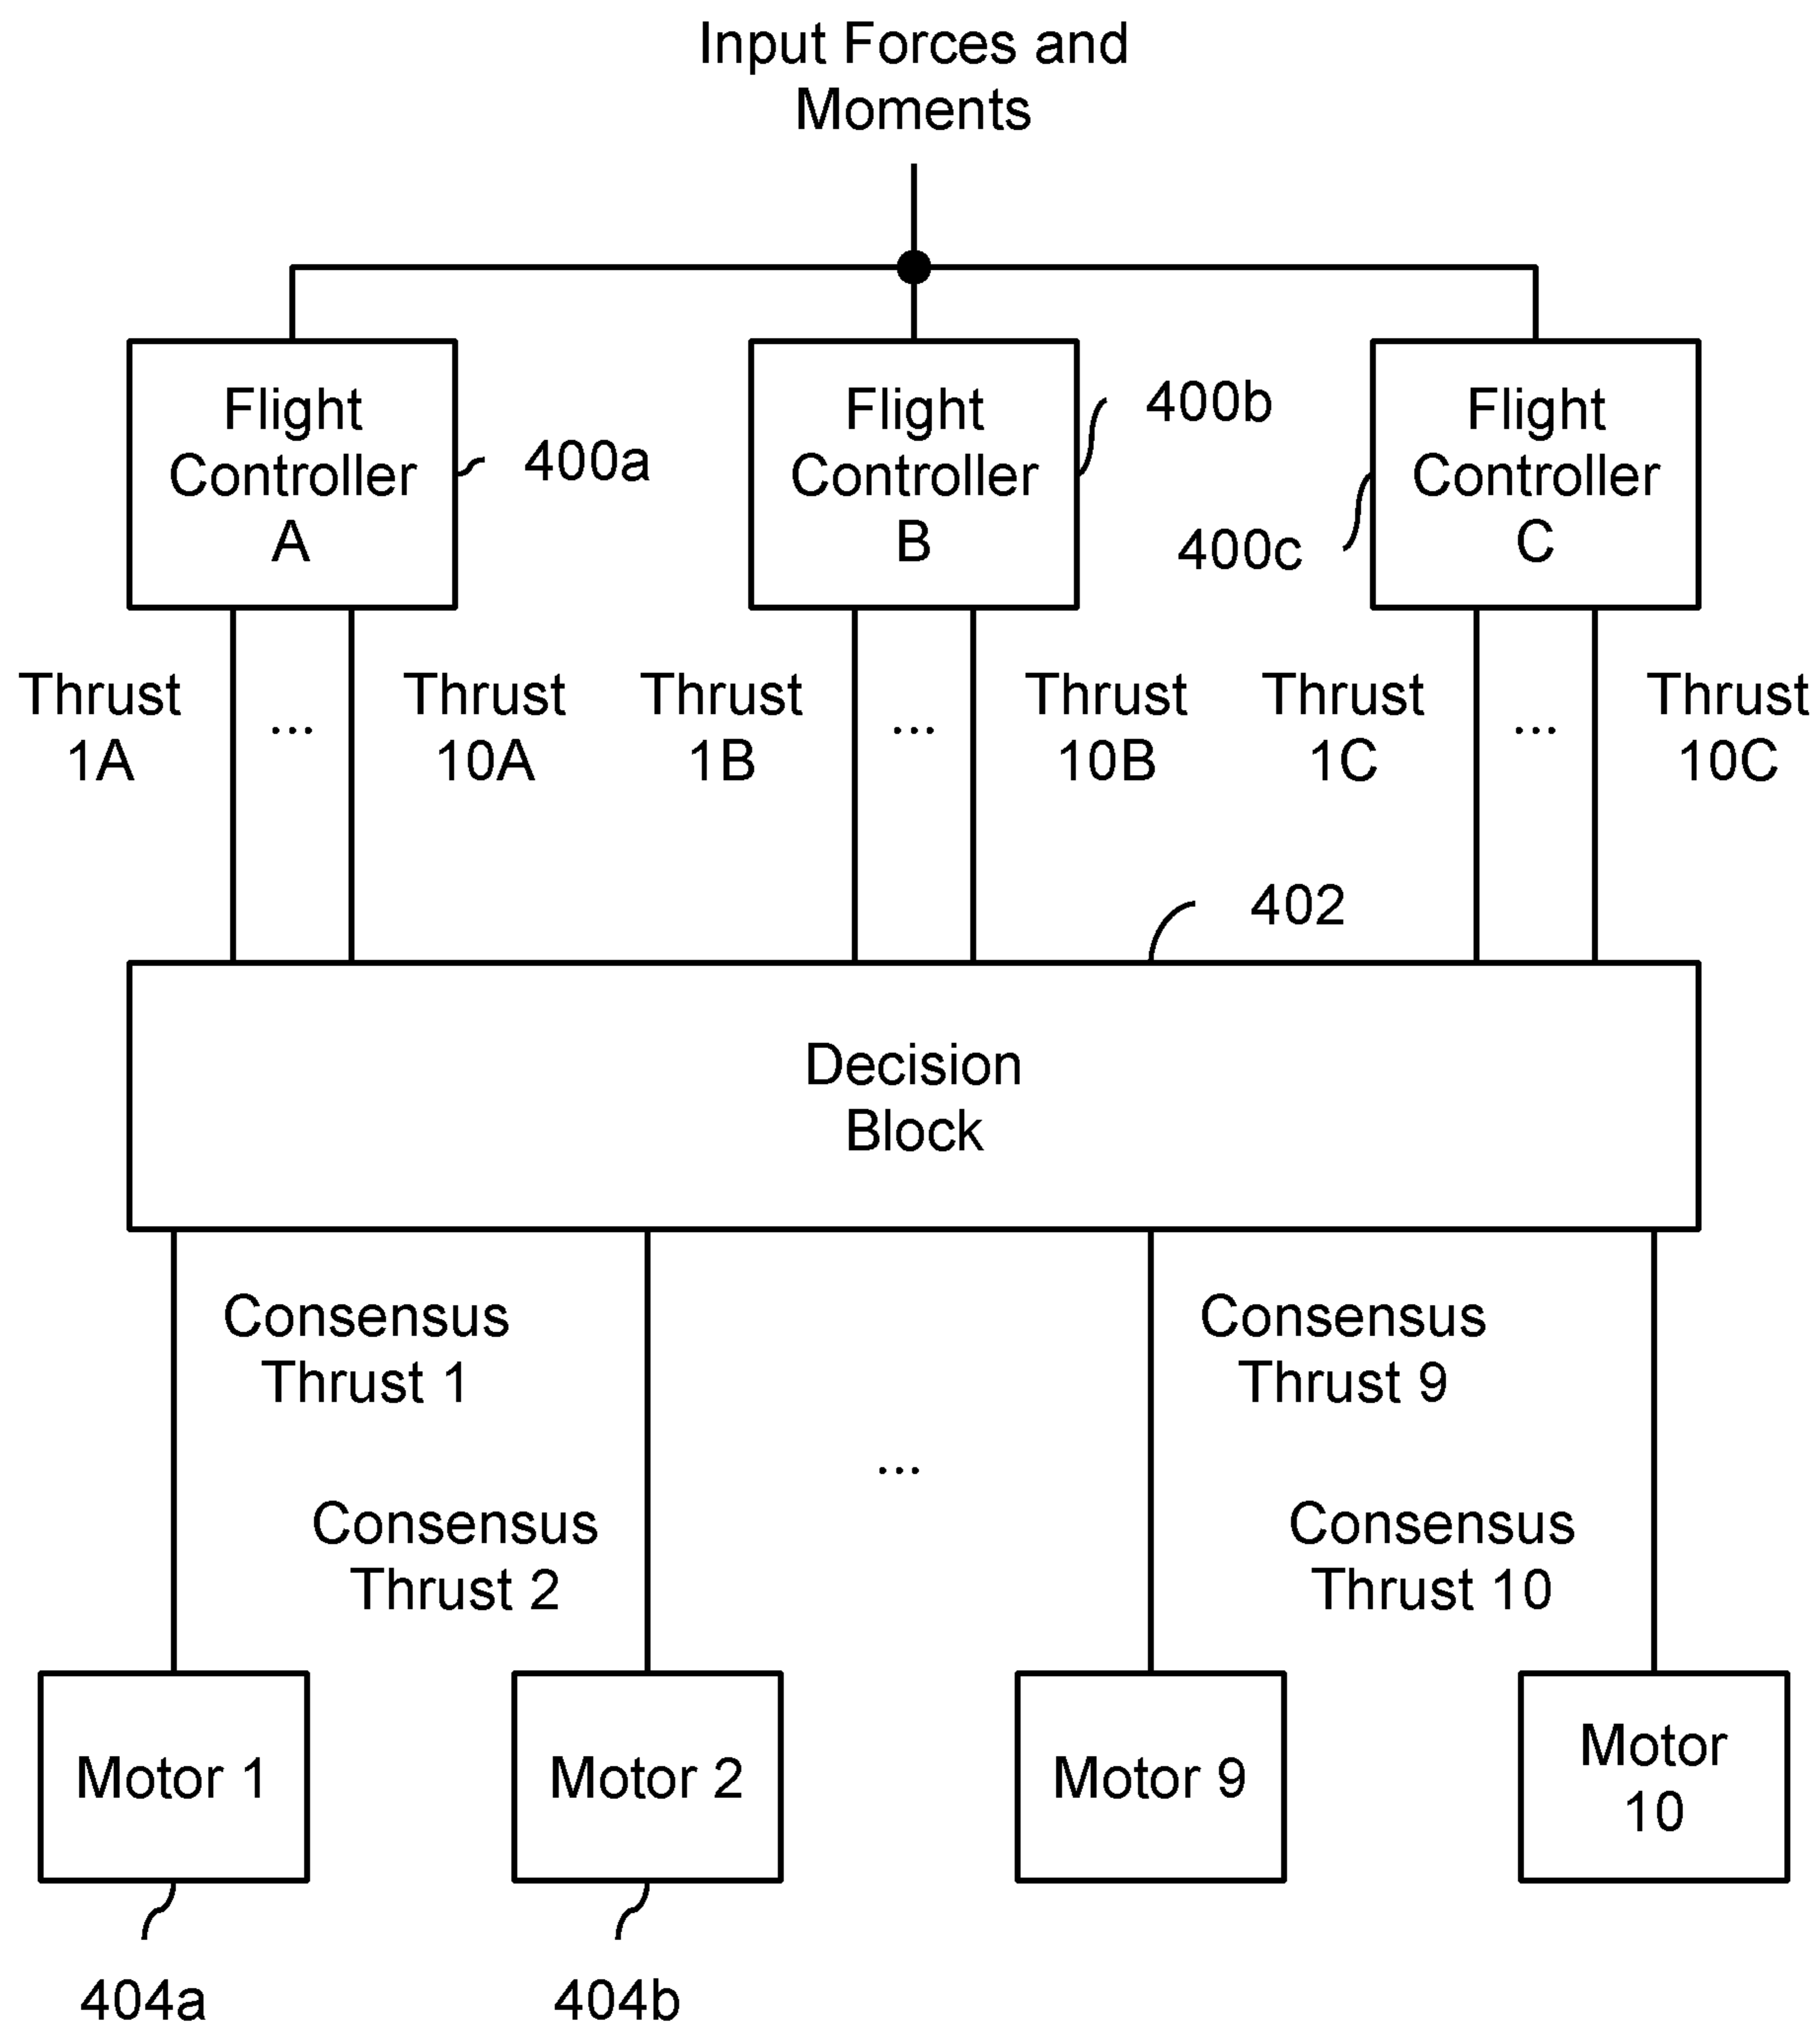 Input Forces and
Moments
Flight
Controller
A
400a
Flight
Controller
B
400b
400c
Flight
Controller
C
Thrust
1A
...
Thrust
10A
Thrust
1B
...
Thrust
10B
Thrust
1C
...
Thrust
10C
402
Decision
Block
Consensus
Thrust 1
Consensus
Thrust 2
...
Consensus
Thrust 9
Consensus
Thrust 10
Motor 1
Motor 2
Motor 9
Motor
10
404a
404b